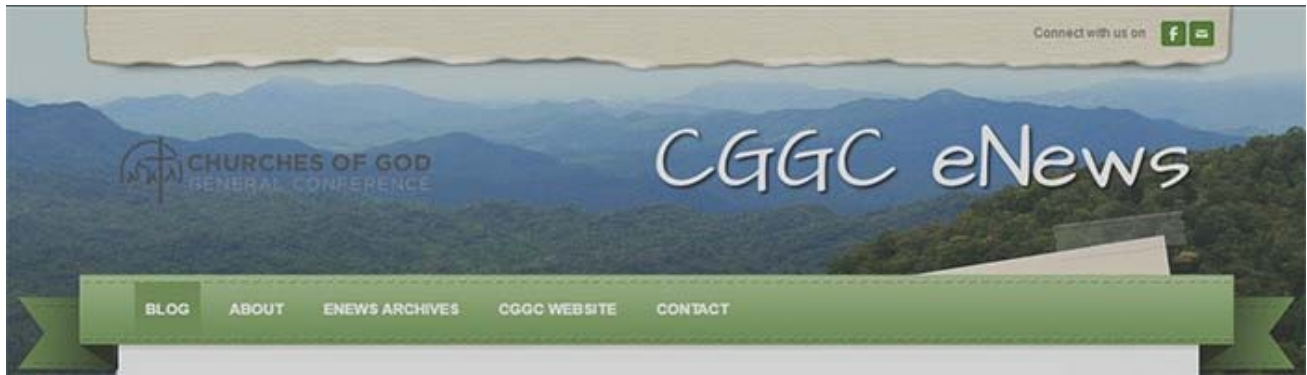 Connect with us on
CHURCHES OF GOD
GENERAL CONFERENCE
CGGC eNews
BLOG ABOUT ENEWS ARCHIVES CGGC WEBSITE CONTACT